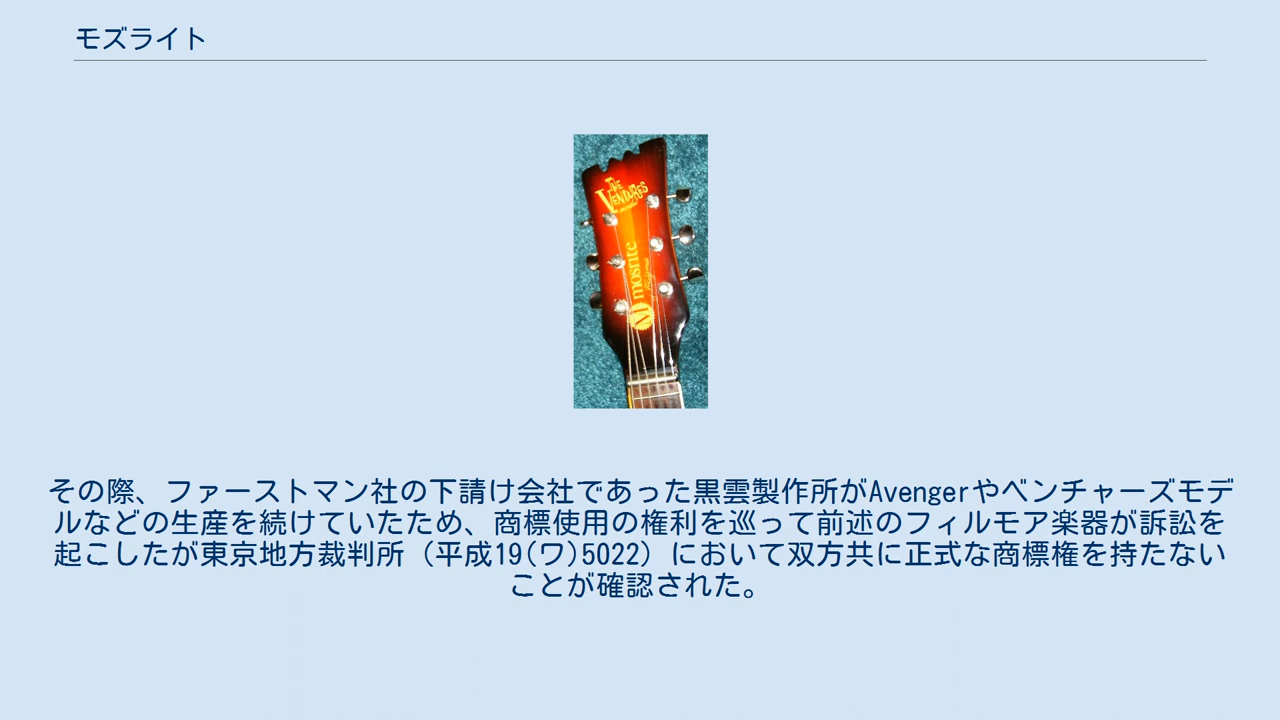 モズライト
THE
VENTURES
mosrite
M
その際、ファーストマン社の下請け会社であった黒雲製作所がAvengerやベンチャーズモデ
ルなどの生産を続けていたため、商標使用の権利を巡って前述のフィルモア楽器が訴訟を
起こしたが東京地方裁判所（平成19(ワ)5022）において双方共に正式な商標権を持たない
ことが確認された。